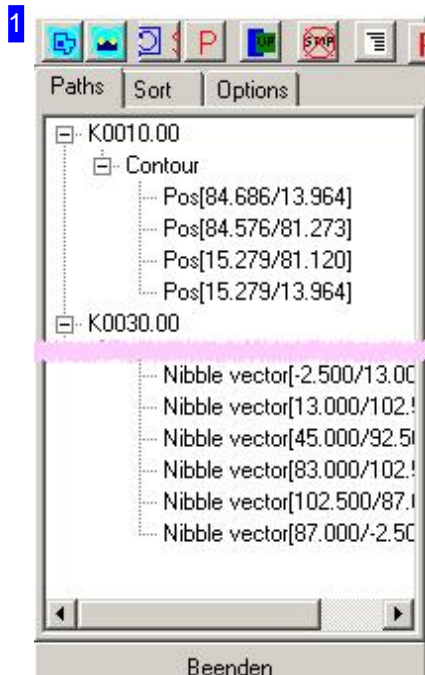 1
P UP STOP
Paths Sort Options
K0010.00
Contour
Pos[84.686/13.964]
Pos[84.576/81.273]
Pos[15.279/81.120]
Pos[15.279/13.964]
K0030.00
Nibble vector[-2.500/13.00
Nibble vector[13.000/102.
Nibble vector[45.000/92.5
Nibble vector[83.000/102.
Nibble vector[102.500/87.
Nibble vector[87.000/-2.50
Beenden